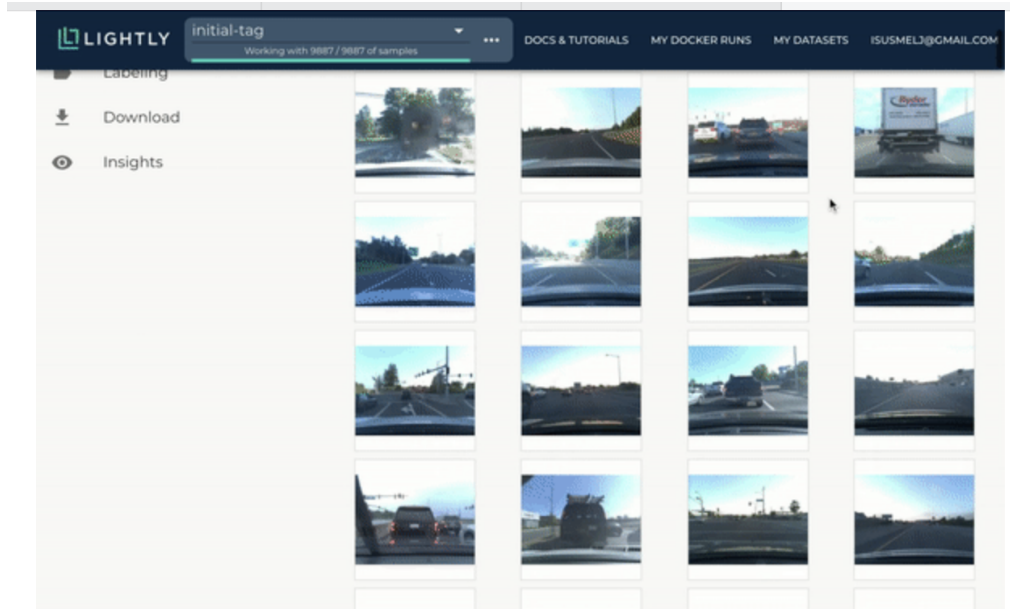 LIGHTLY
initial-tag
Working with 9887 / 9887 of samples
DOCS & TUTORIALS
MY DOCKER RUNS
MY DATASETS
ISUSMELJ@GMAIL.COM
Labeling
Download
Insights
Ryder